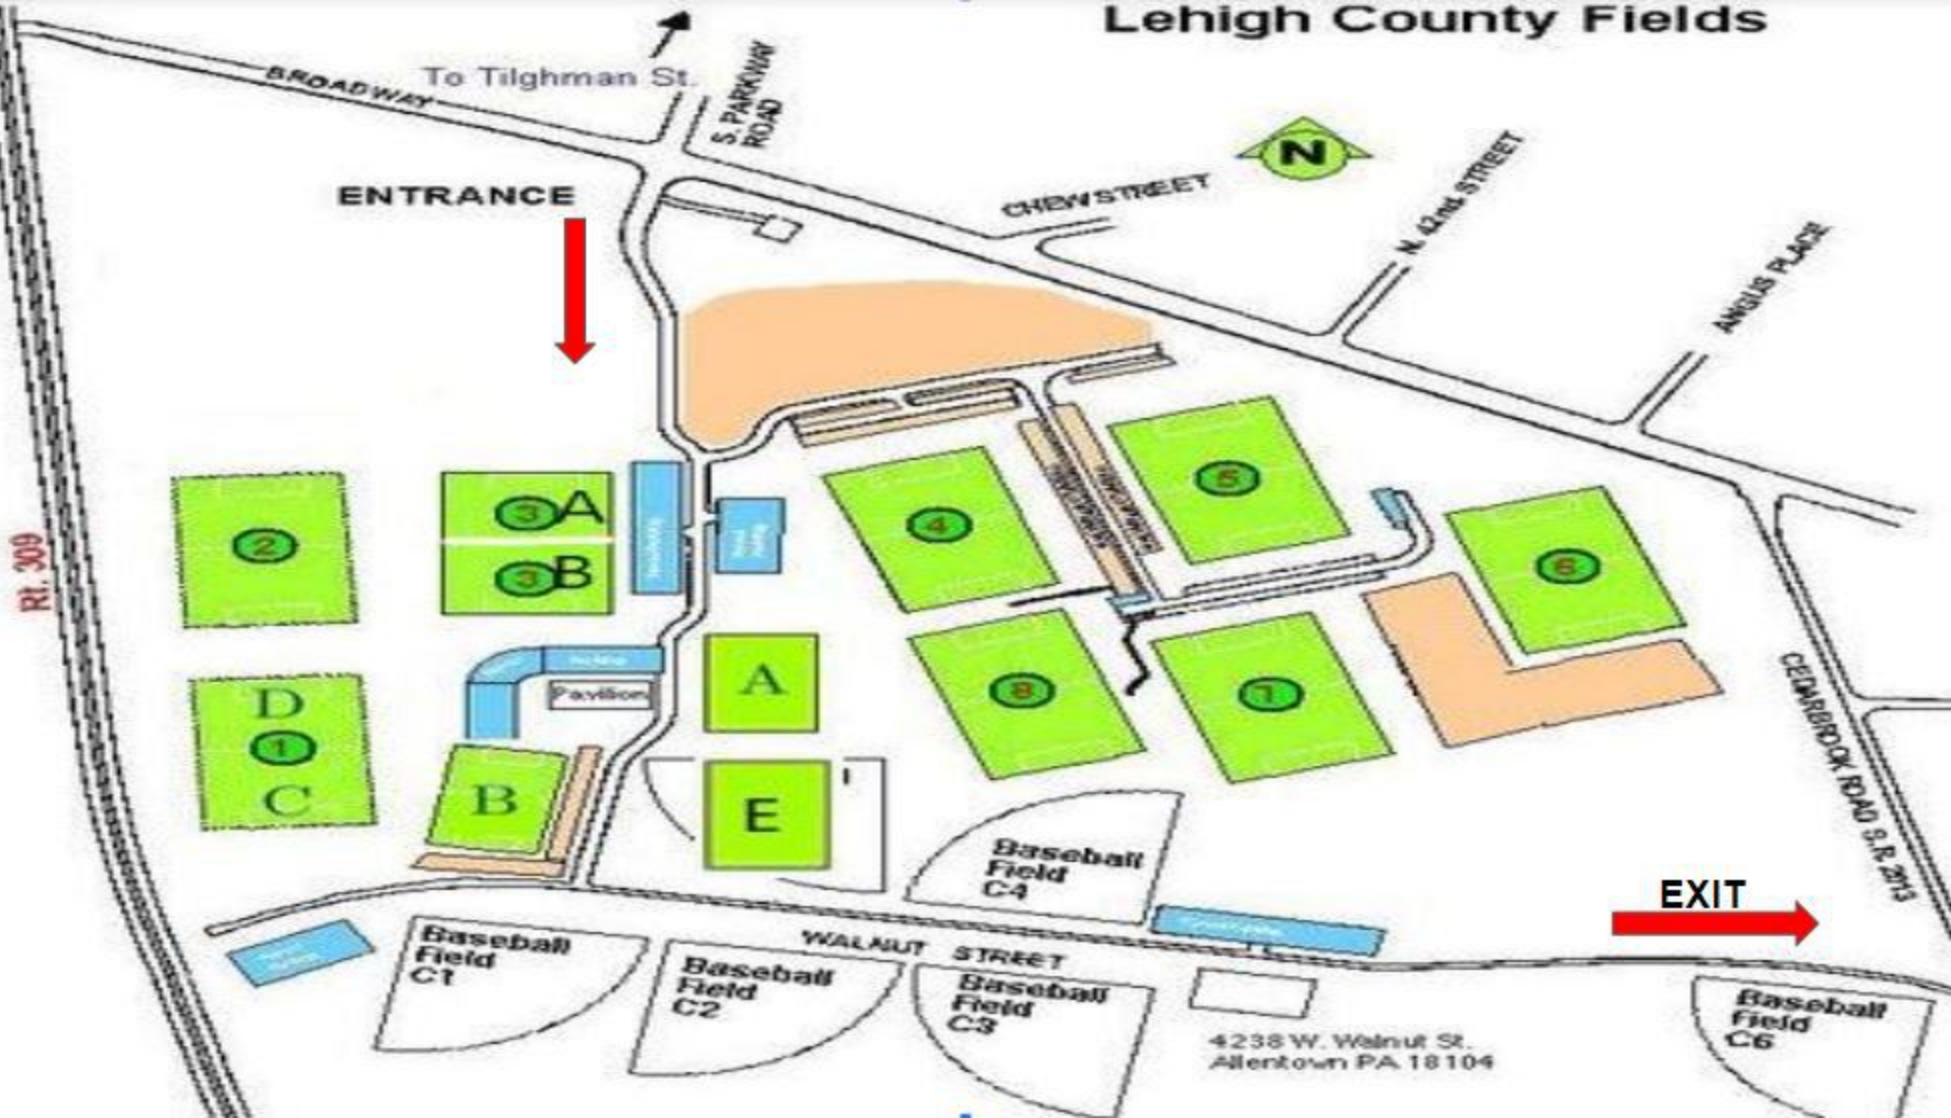 Lehigh County Fields
To Tilghman St.
BROADWAY
S. PARKWAY
ROAD
N
ENTRANCE
CHEW STREET
N. 42nd. STREET
ANGUS PLACE
Rt. 309
2
3 A
3 B
4
5
6
D
1
C
Pavilion
A
B
E
8
7
CEDARBROOK ROAD S.R. 2013
Baseball
Field
C4
EXIT
WALNUT STREET
Baseball
Field
C1
Baseball
Field
C2
Baseball
Field
C3
Baseball
Field
C6
4238 W. Walnut St.
Allentown PA 18104